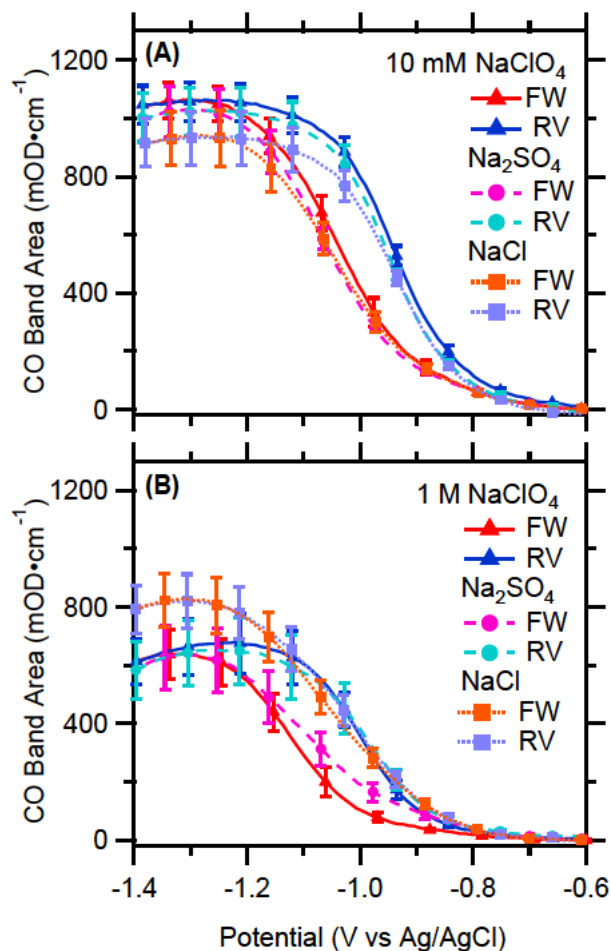 (A)
10 mM NaClO₄
FW
RV
Na₂SO₄
FW
RV
NaCl
FW
RV
1200
800
400
0
CO Band Area (mOD•cm⁻¹)
(B)
1 M NaClO₄
FW
RV
Na₂SO₄
FW
RV
NaCl
FW
RV
1200
800
400
0
CO Band Area (mOD•cm⁻¹)
-1.4 -1.2 -1.0 -0.8 -0.6
Potential (V vs Ag/AgCl)